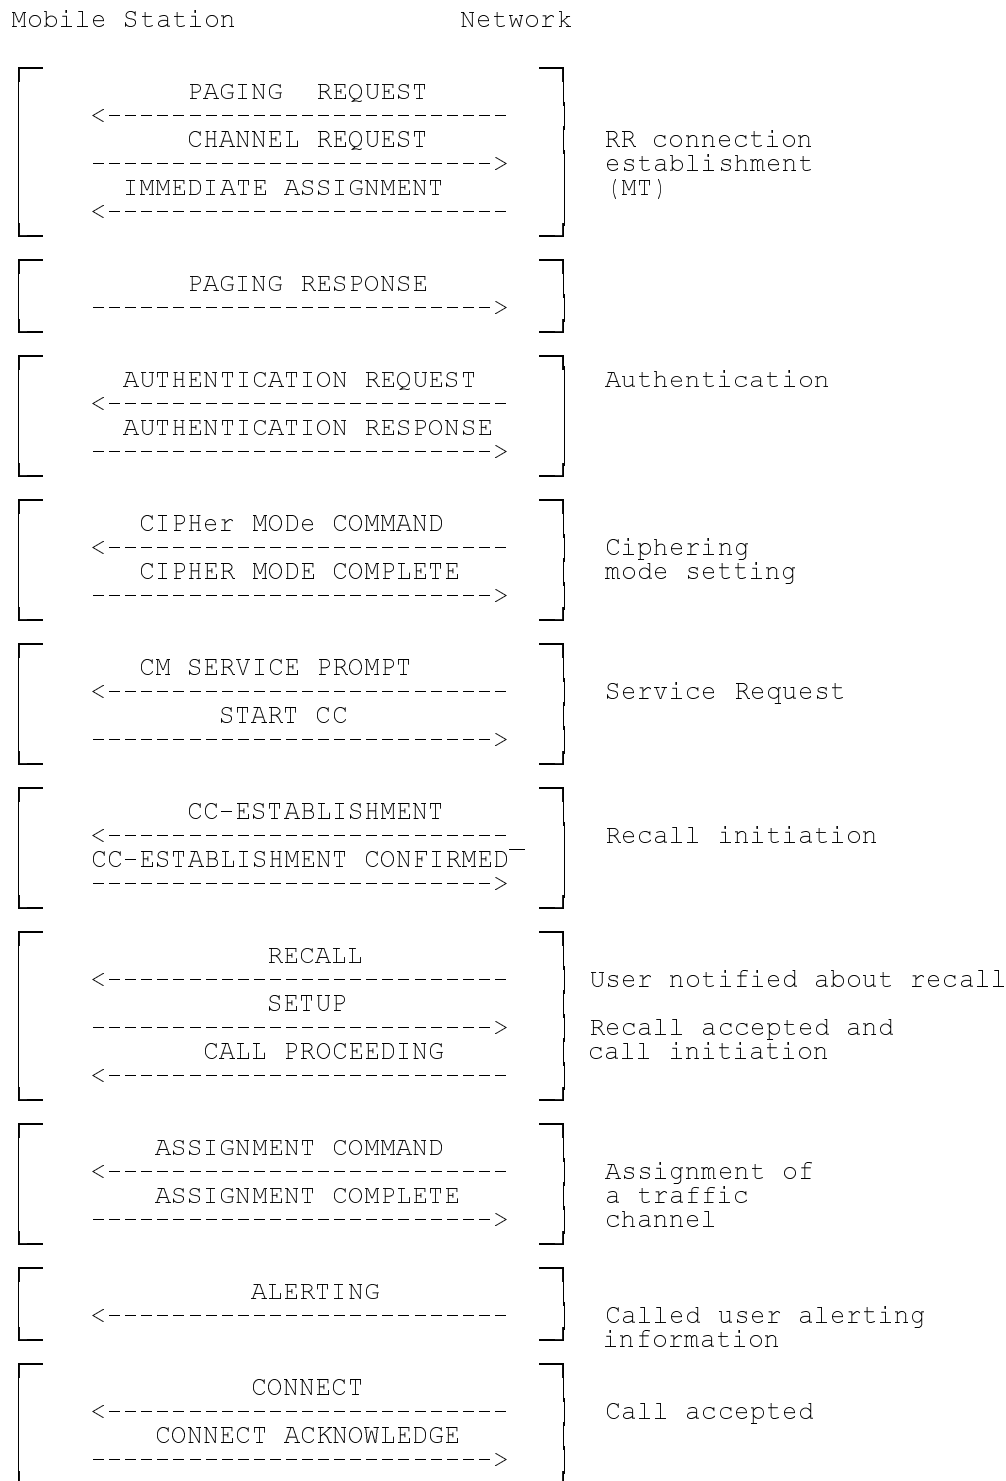 Mobile Station Network
PAGING REQUEST
<-------------------------
CHANNEL REQUEST RR connection
-------------------------> establishment
IMMEDIATE ASSIGNMENT (MT)
<-------------------------
PAGING RESPONSE
------------------------->
AUTHENTICATION REQUEST Authentication
<-------------------------
AUTHENTICATION RESPONSE
------------------------->
CIPHer MODe COMMAND
<------------------------- Ciphering
CIPHER MODE COMPLETE mode setting
------------------------->
CM SERVICE PROMPT
<------------------------- Service Request
START CC
------------------------->
CC-ESTABLISHMENT
<------------------------- Recall initiation
CC-ESTABLISHMENT CONFIRMED
------------------------->
RECALL
<------------------------- User notified about recall
SETUP
-------------------------> Recall accepted and
CALL PROCEEDING call initiation
<-------------------------
ASSIGNMENT COMMAND
<------------------------- Assignment of
ASSIGNMENT COMPLETE a traffic
-------------------------> channel
ALERTING
<------------------------- Called user alerting
information
CONNECT
<------------------------- Call accepted
CONNECT ACKNOWLEDGE
------------------------->